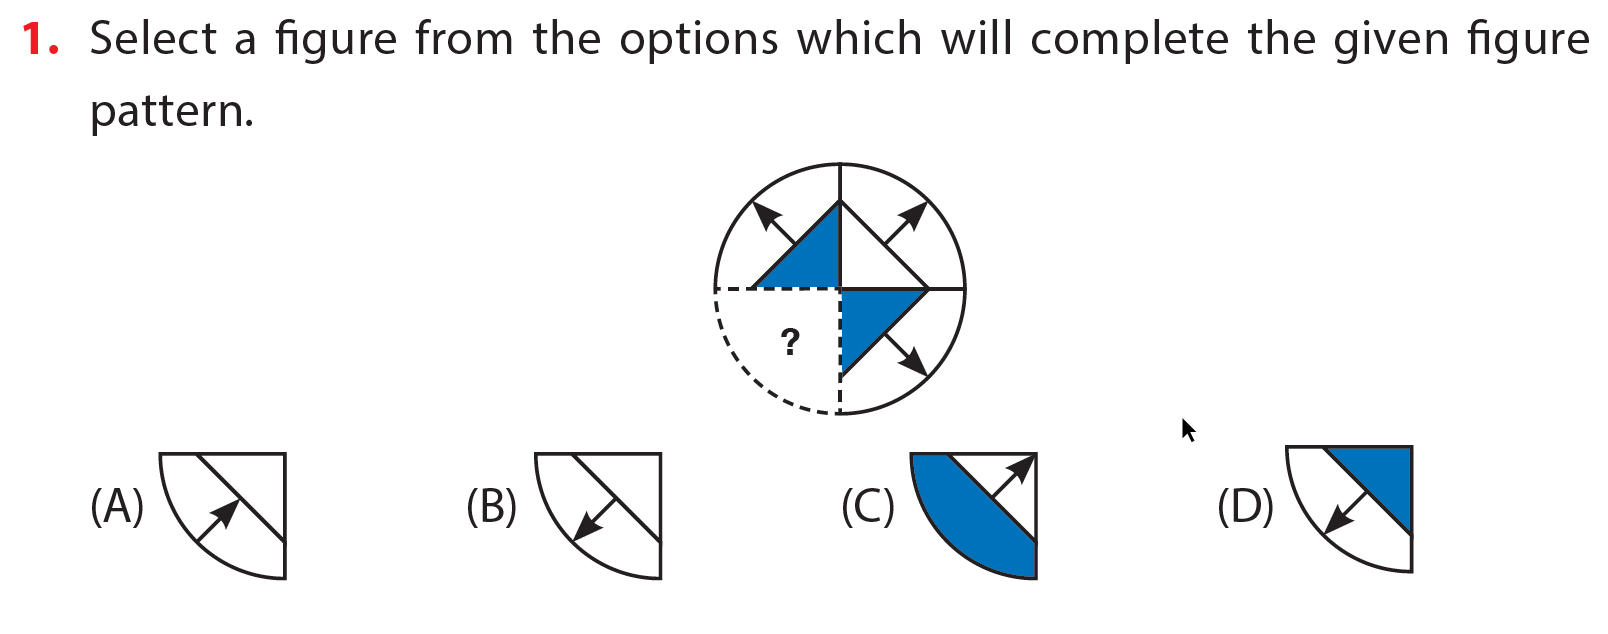 1. Select a figure from the options which will complete the given figure
pattern.
?
(A) (B) (C) (D)